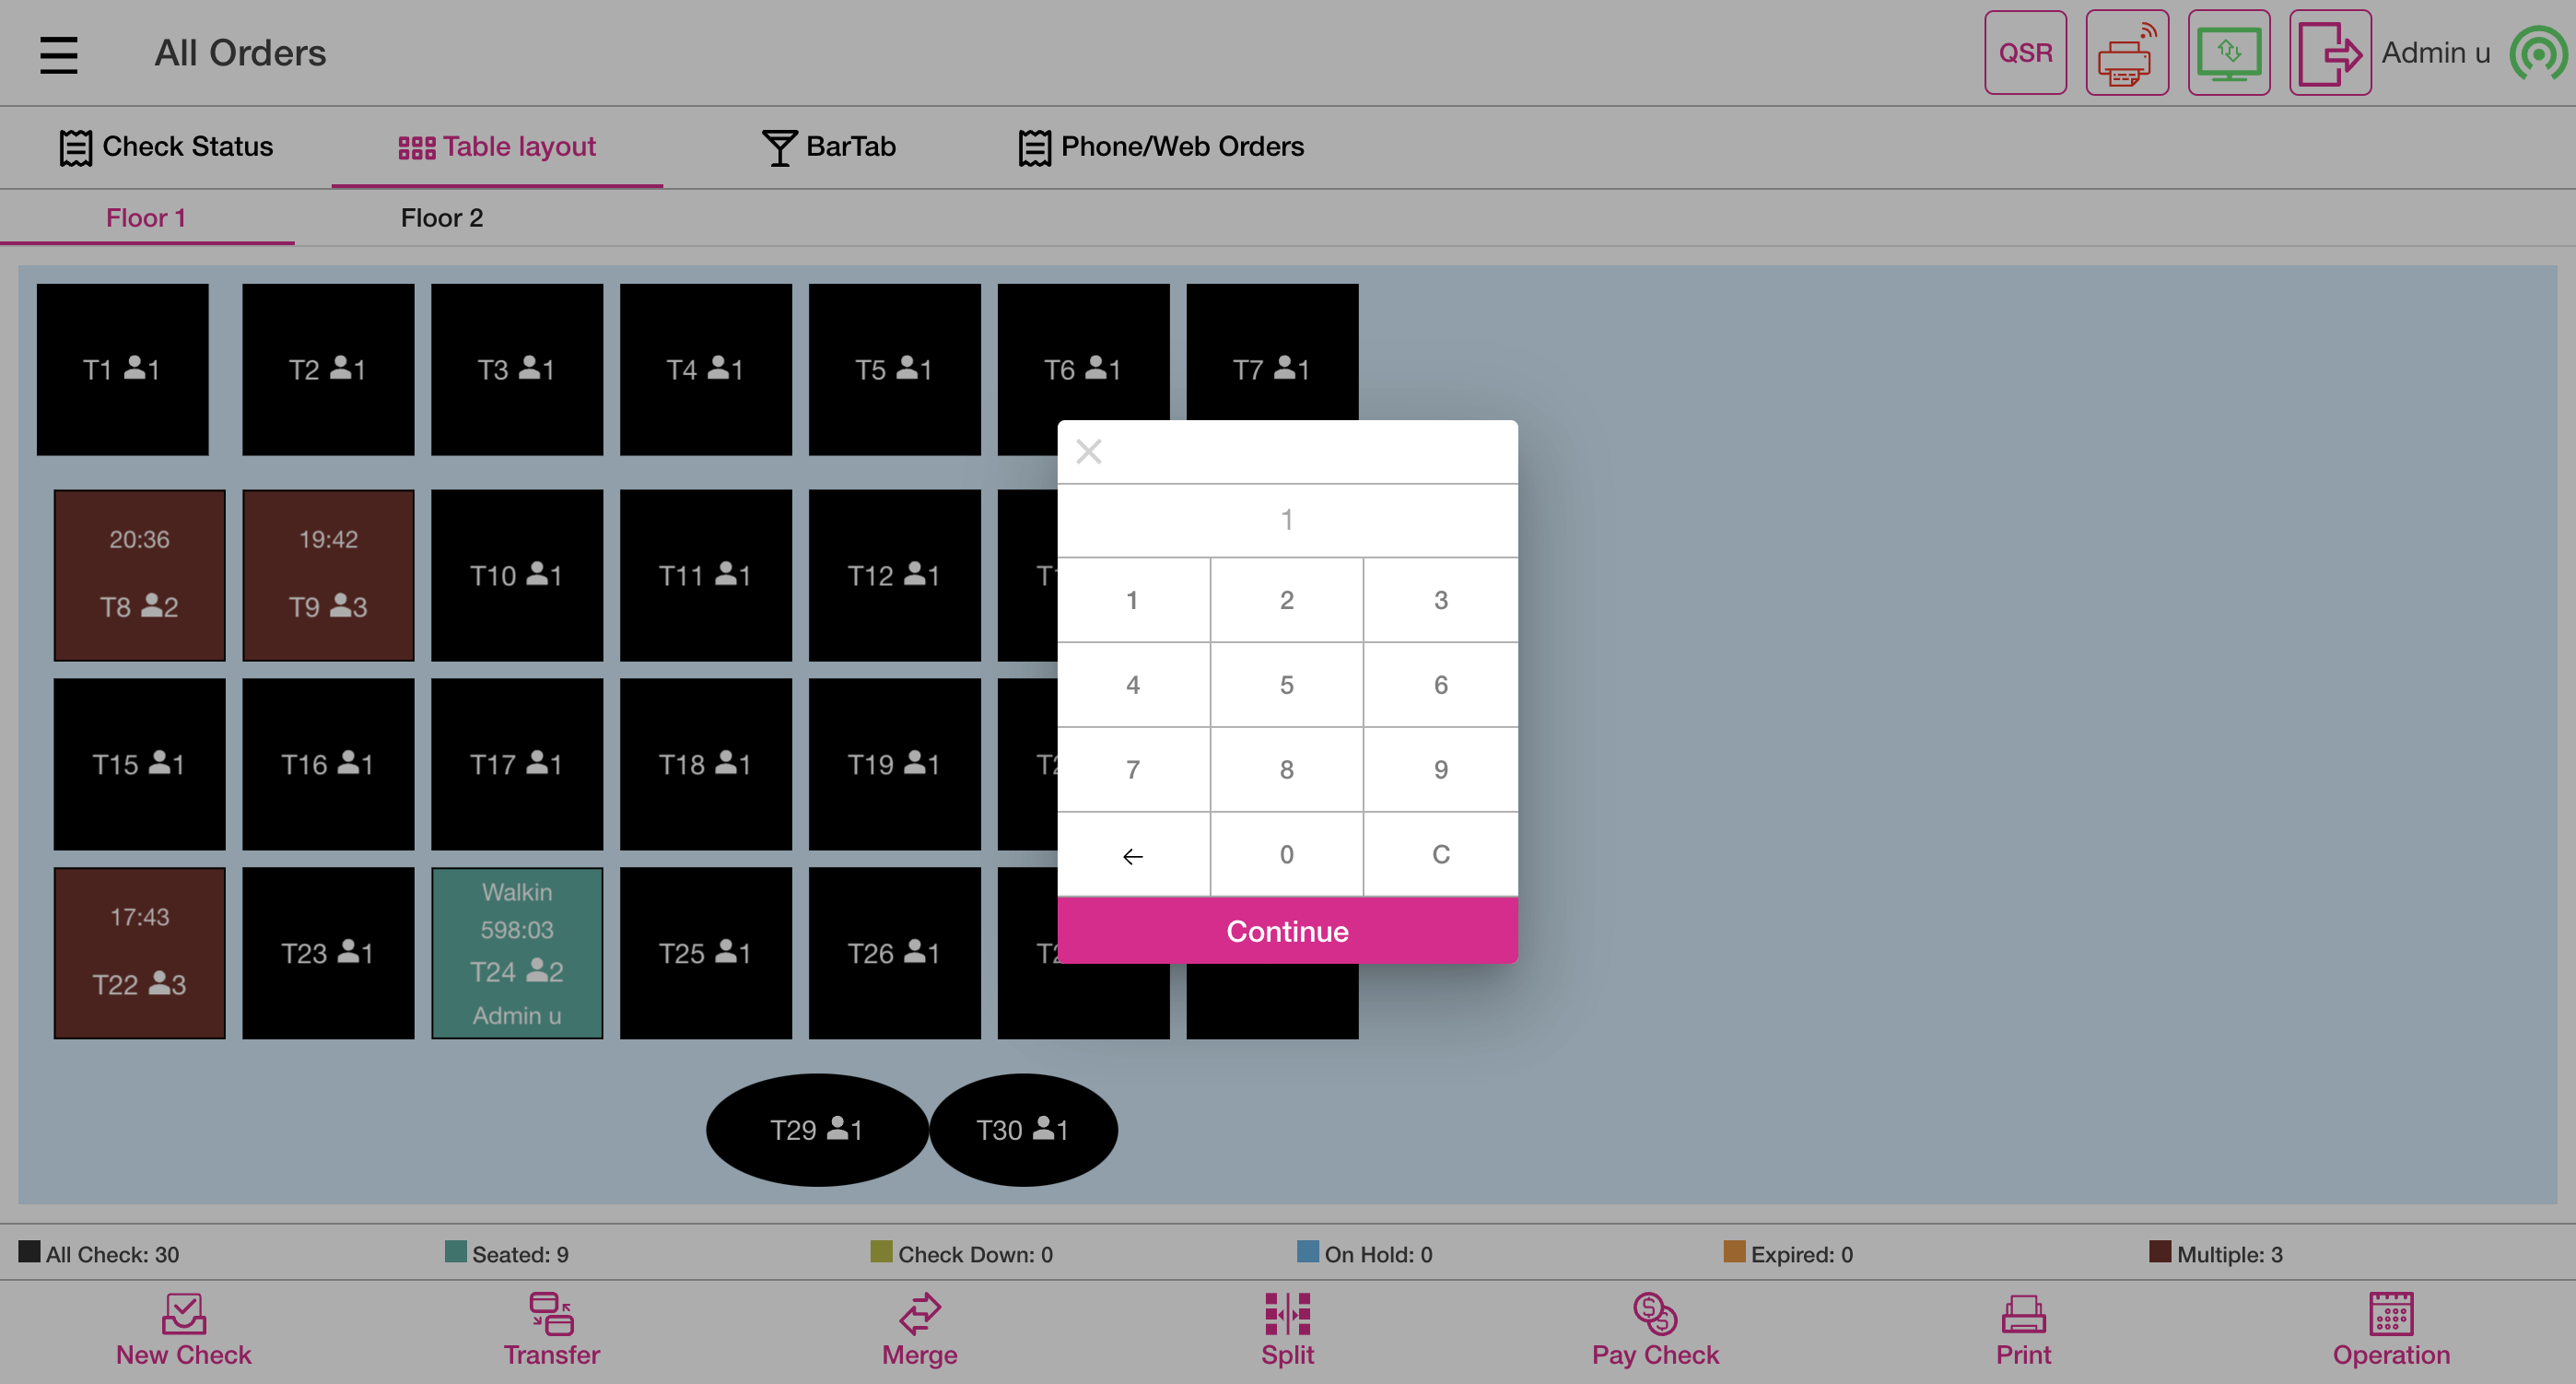 All Orders
QSR
Admin u
Check Status
Table layout
BarTab
Phone/Web Orders
Floor 1
Floor 2
T1 1
T2 1
T3 1
T4 1
T5 1
T6 1
T7 1
20:36
T8 2
19:42
T9 3
T10 1
T11 1
T12 1
T15 1
T16 1
T17 1
T18 1
T19 1
17:43
T22 3
T23 1
Walkin
598:03
T24 2
Admin u
T25 1
T26 1
T29 1
T30 1
1
1 2 3
4 5 6
7 8 9
0 C
Continue
All Check: 30
Seated: 9
Check Down: 0
On Hold: 0
Expired: 0
Multiple: 3
New Check
Transfer
Merge
Split
Pay Check
Print
Operation